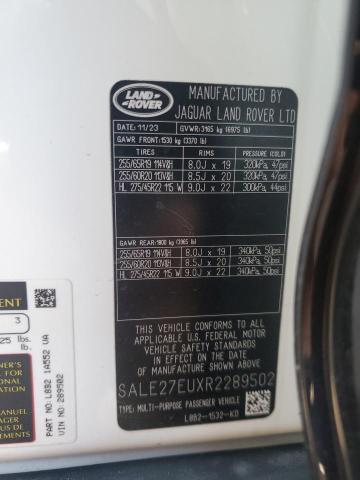 LAND ROVER
MANUFACTURED BY
JAGUAR LAND ROVER LTD
DATE: 11/23 GVWR: 3165 kg (6975 lb)
GAWR FRONT: 1530 kg (3370 lb)
TIRES RIMS PRESSURE (COLD)
255/65R19 114V&H 8.0J x 19 320kPa, 47psi
255/60R20 113V&H 8.5J x 20 320kPa, 47psi
HL 275/45R22 115 W 9.0J x 22 300kPa, 44psi
GAWR REAR: 1800 kg (3965 lb)
255/65R19 114V&H 8.0J x 19 340kPa, 50psi
255/60R20 113V&H 8.5J x 20 340kPa, 50psi
HL 275/45R22 115 W 9.0J x 22 340kPa, 50psi
THIS VEHICLE CONFORMS TO ALL
APPLICABLE U.S. FEDERAL MOTOR
VEHICLE SAFETY STANDARDS IN
EFFECT ON THE DATE OF
MANUFACTURE SHOWN ABOVE
SALE27EUXR2289502
TYPE: MULTI-PURPOSE PASSENGER VEHICLE
L8B2-1532-KD
3
lbs.
lb.
MANUEL
PART NO: L8B2 1A552 VA
VIN: 289502